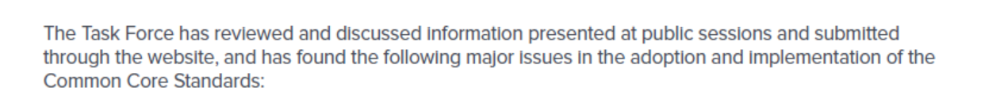 The Task Force has reviewed and discussed information presented at public sessions and submitted
through the website, and has found the following major issues in the adoption and implementation of the
Common Core Standards: